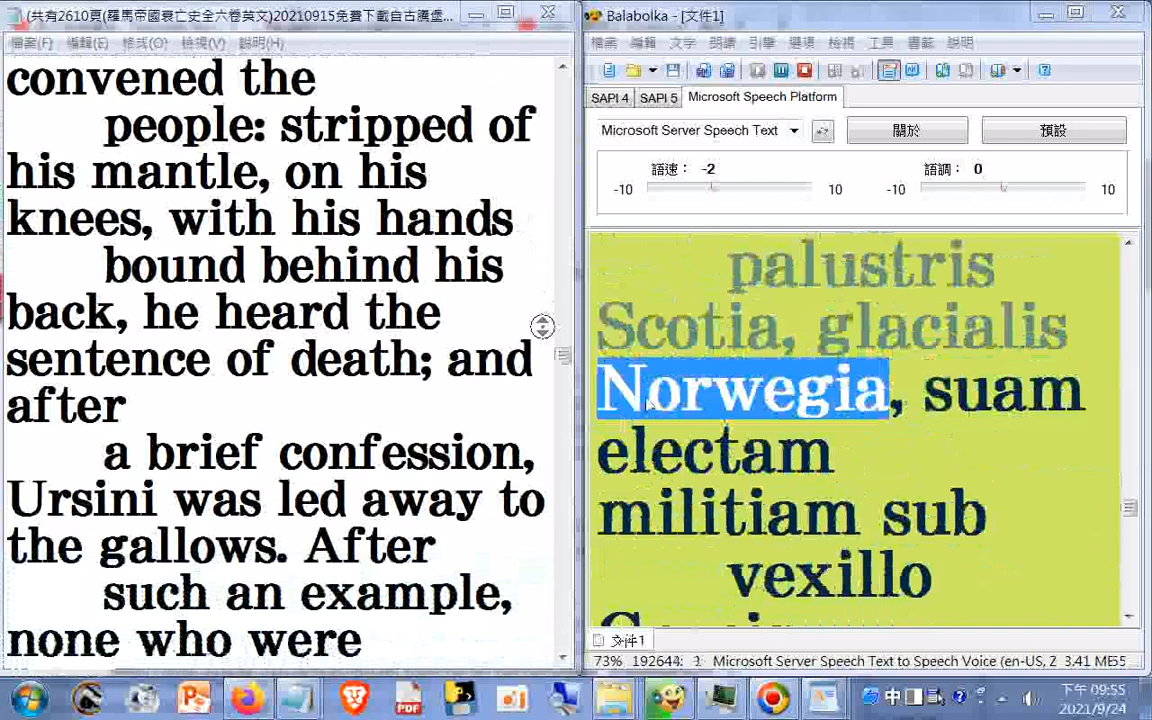 (共有2610頁(羅馬帝國衰亡史全六卷英文)20210915免費下載自古騰堡...
檔案(F) 編輯(E) 格式(O) 檢視(V) 說明(H)
convened the
people: stripped of
his mantle, on his
knees, with his hands
bound behind his
back, he heard the
sentence of death; and
after
a brief confession,
Ursini was led away to
the gallows. After
such an example,
none who were
Balabolka - [文件1]
檔案 編輯 文字 朗讀 引擎 選項 檢視 工具 書籤 說明
SAPI 4 SAPI 5 Microsoft Speech Platform
Microsoft Server Speech Text 關於 預設
語速： -2 語調： 0
-10 10 -10 10
palustris
Scotia, glacialis
Norwegia, suam
electam
militiam sub
vexillo
文件1
73% 192644: Microsoft Server Speech Text to Speech Voice (en-US, Z 3,41 MB
中
下午 09:55
2021/9/24